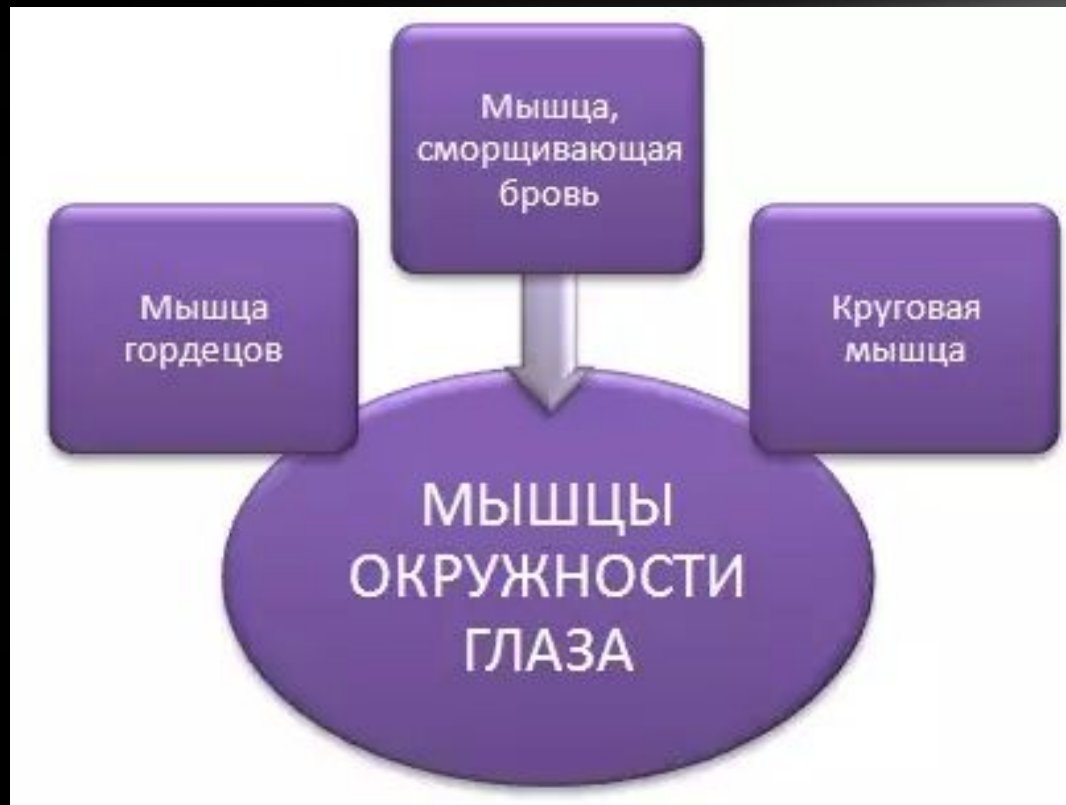 Мышца,
сморщивающая
бровь
Мышца
гордецов
Круговая
мышца
МЫШЦЫ
ОКРУЖНОСТИ
ГЛАЗА